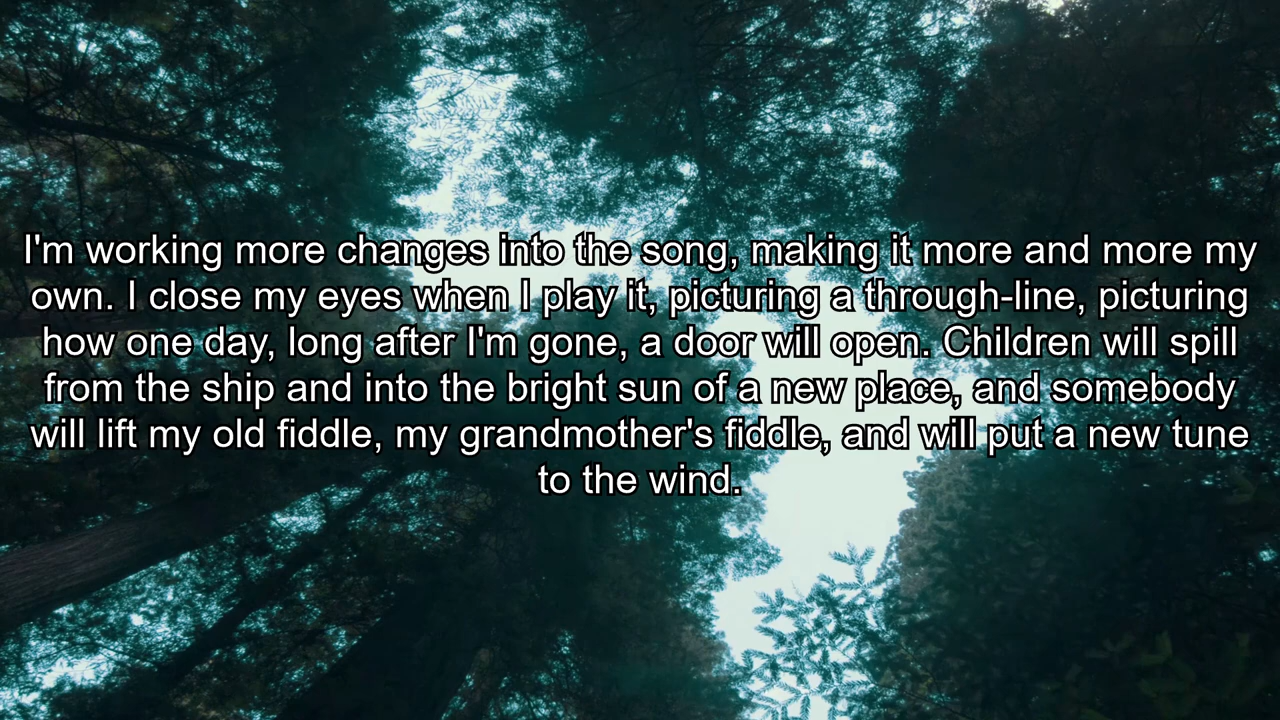 I'm working more changes into the song, making it more and more my
own. I close my eyes when I play it, picturing a through-line, picturing
how one day, long after I'm gone, a door will open. Children will spill
from the ship and into the bright sun of a new place, and somebody
will lift my old fiddle, my grandmother's fiddle, and will put a new tune
to the wind.